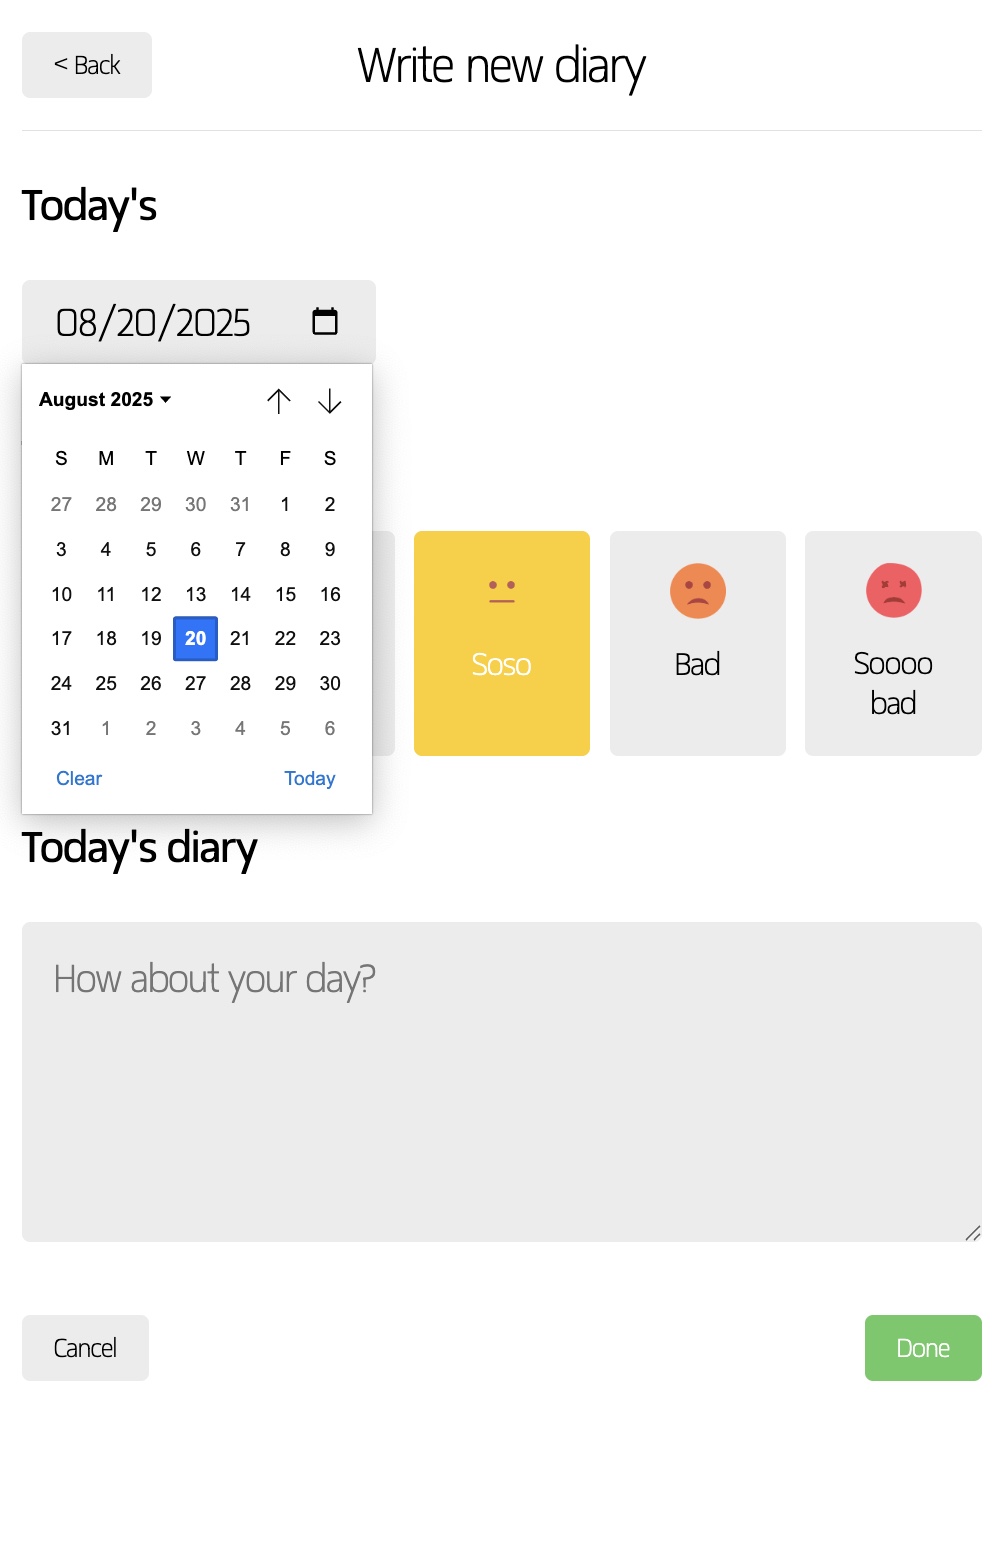 < Back
Write new diary
Today's
08/20/2025
August 2025
S M T W T F S
27 28 29 30 31 1 2
3 4 5 6 7 8 9
10 11 12 13 14 15 16
17 18 19 20 21 22 23
24 25 26 27 28 29 30
31 1 2 3 4 5 6
Clear Today
Soso
Bad
Soooo
bad
Today's diary
How about your day?
Cancel
Done